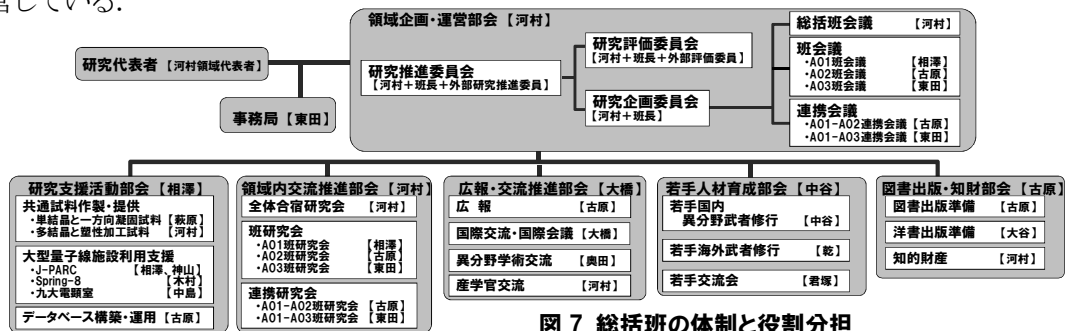 営している.
領域企画・運営部会【河村】
研究代表者【河村領域代表者】
事務局【東田】
研究推進委員会
【河村+班長+外部研究推進委員】
研究評価委員会
【河村+班長+外部評価委員】
研究企画委員会
【河村+班長】
総括班会議 【河村】
班会議
・A01班会議 【相澤】
・A02班会議 【古原】
・A03班会議 【東田】
連携会議
・A01-A02連携会議【古原】
・A01-A03連携会議【東田】
研究支援活動部会【相澤】
共通試料作製・提供
・単結晶と一方向凝固試料【萩原】
・多結晶と塑性加工試料 【河村】
大型量子線施設利用支援
・J-PARC 【相澤、神山】
・Spring-8 【木村】
・九大電顕室 【中島】
データベース構築・運用【古原】
領域内交流推進部会【河村】
全体合宿研究会 【河村】
班研究会
・A01班研究会 【相澤】
・A02班研究会 【古原】
・A03班研究会 【東田】
連携研究会
・A01-A02班研究会【古原】
・A01-A03班研究会【東田】
広報・交流推進部会【大橋】
広 報 【古原】
国際交流・国際会議【大橋】
異分野学術交流 【奥田】
産学官交流 【河村】
若手人材育成部会 【中谷】
若手国内
異分野武者修行 【中谷】
若手海外武者修行 【乾】
若手交流会 【君塚】
図書出版・知財部会【古原】
図書出版準備 【古原】
洋書出版準備 【大谷】
知的財産 【河村】
図 7 総括班の体制と役割分担